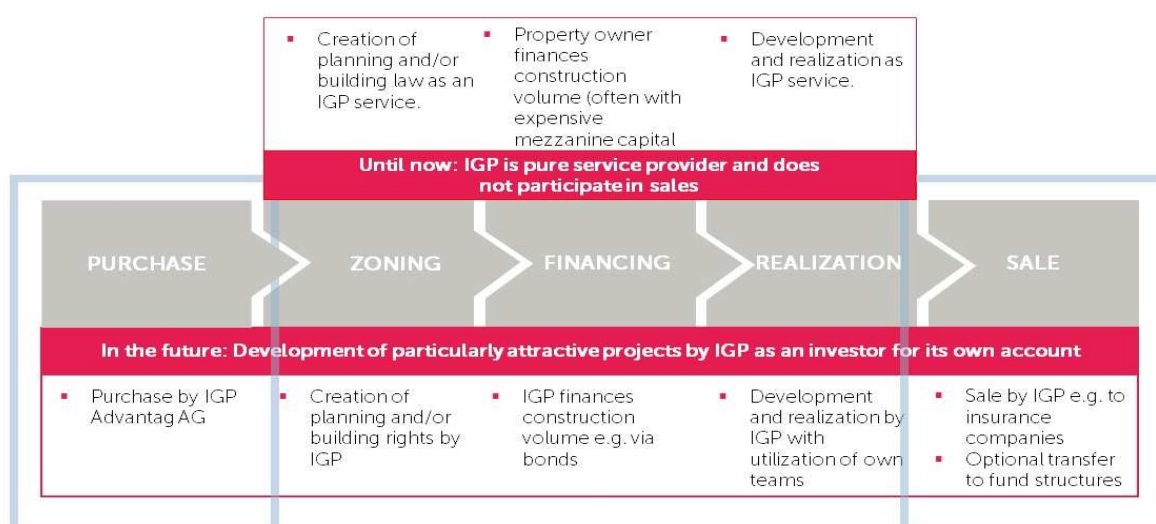 ▪ Creation of
planning and/or
building law as an
IGP service.
▪ Property owner
finances
construction
volume (often with
expensive
mezzanine capital
▪ Development
and realization as
IGP service.
Until now: IGP is pure service provider and does
not participate in sales
PURCHASE
ZONING
FINANCING
REALIZATION
SALE
In the future: Development of particularly attractive projects by IGP as an investor for its own account
▪ Purchase by IGP
Advantag AG
▪ Creation of
planning and/or
building rights by
IGP
▪ IGP finances
construction
volume e.g. via
bonds
▪ Development
and realization by
IGP with
utilization of own
teams
▪ Sale by IGP e.g. to
insurance
companies
▪ Optional transfer
to fund structures